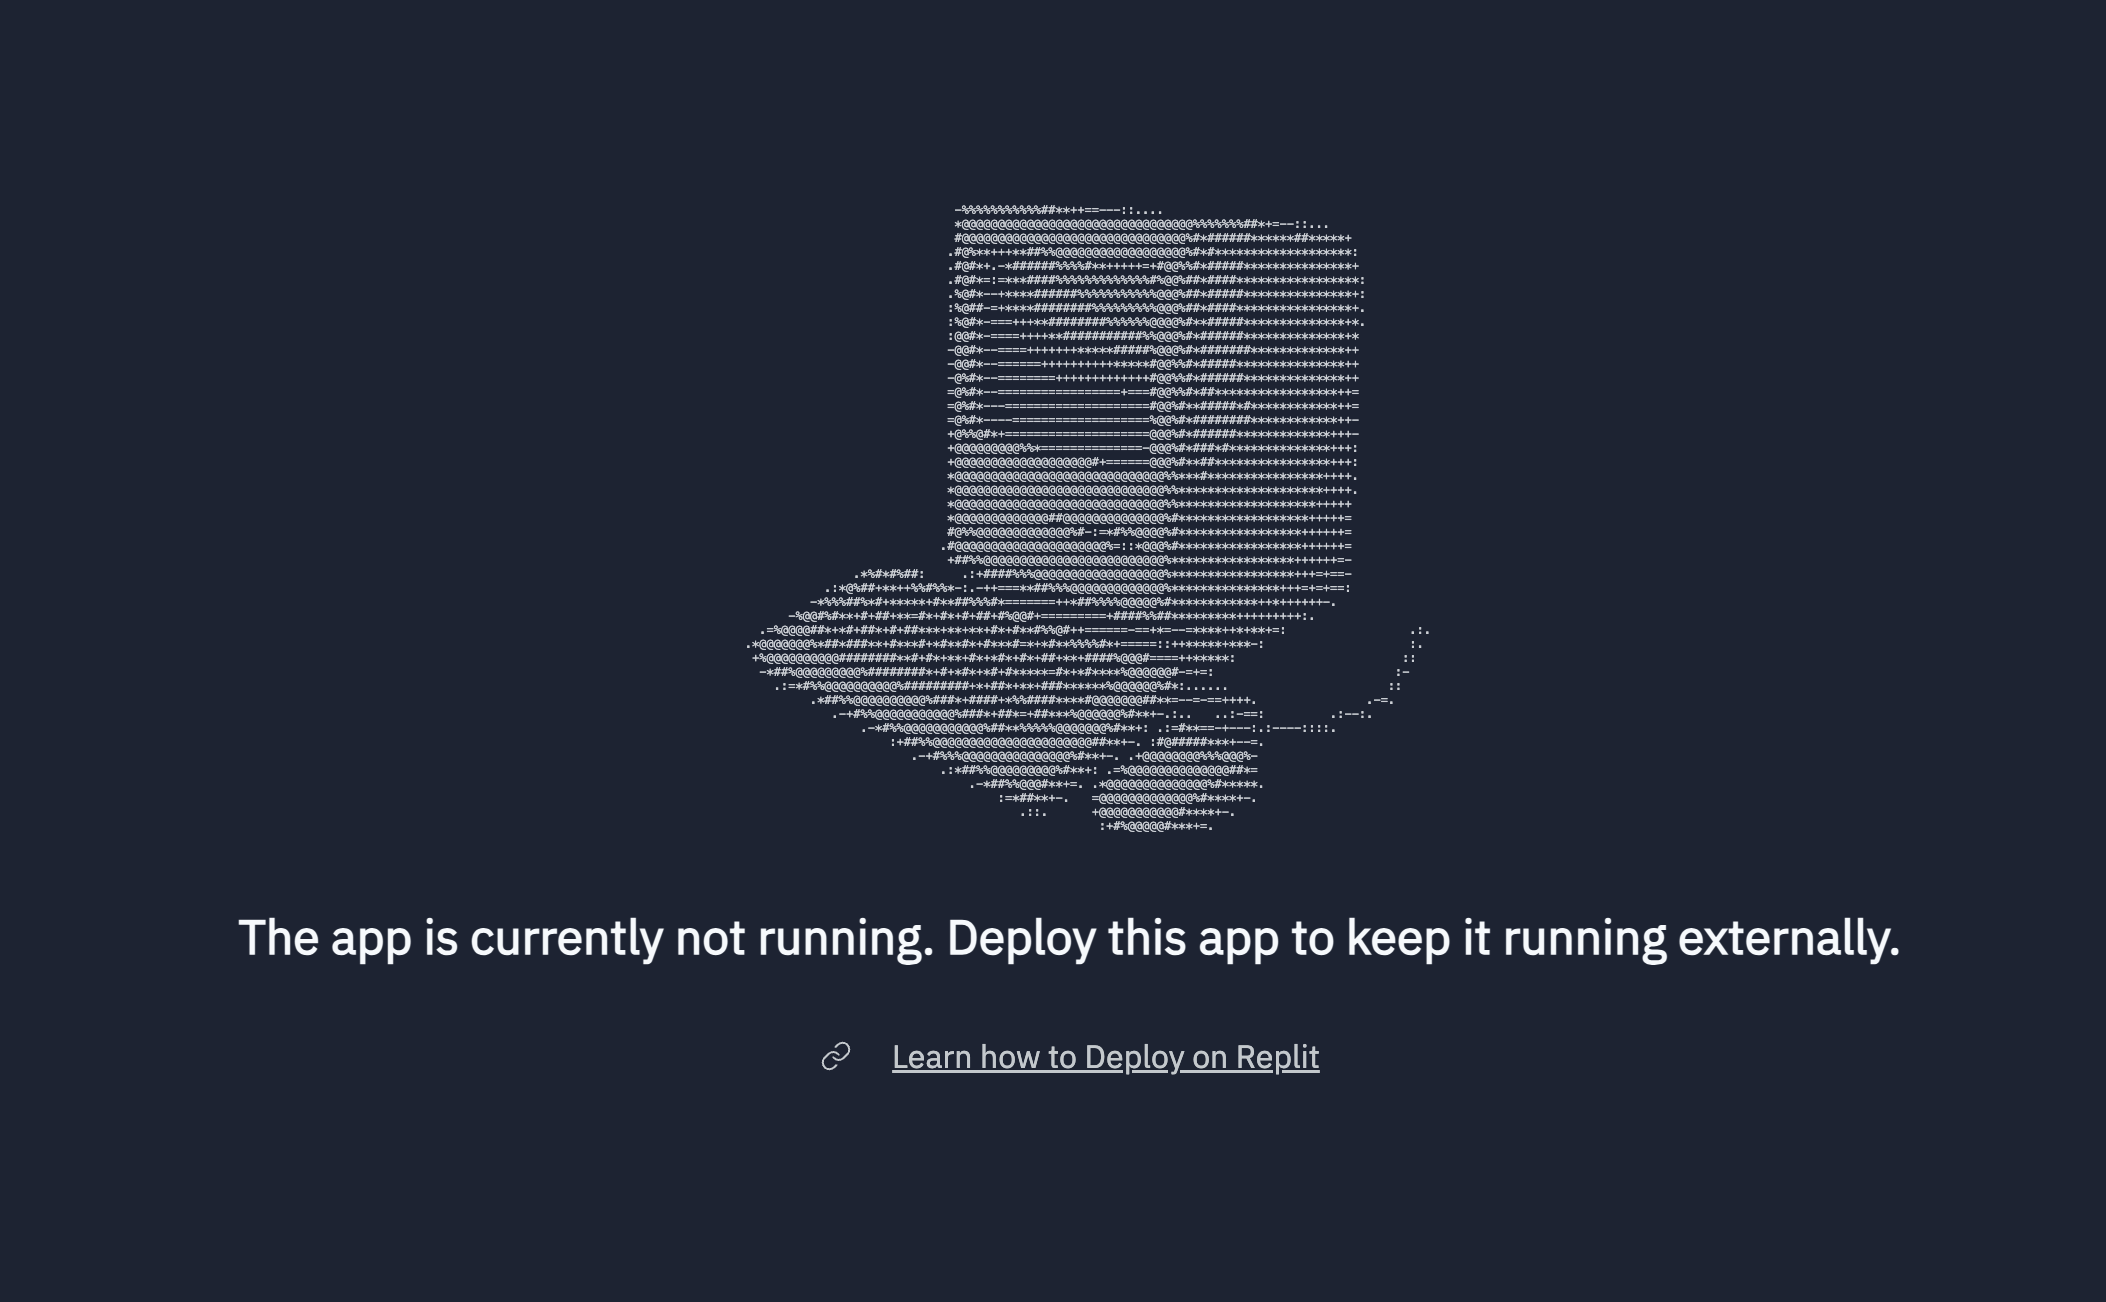 The app is currently not running. Deploy this app to keep it running externally.
Learn how to Deploy on Replit